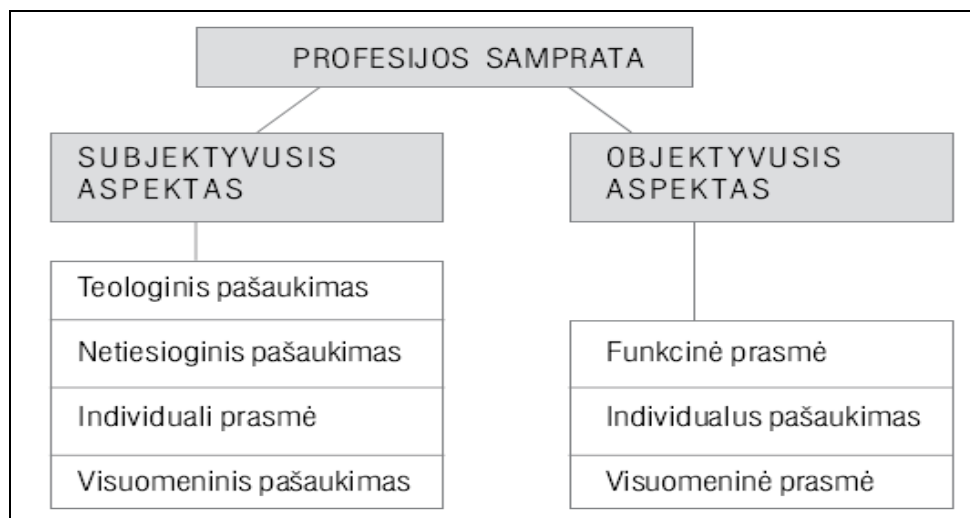 PROFESIJOS SAMPRATA
SUBJEKTYVUSIS
ASPEKTAS
Teologinis pašaukimas
Netiesioginis pašaukimas
Individuali prasmė
Visuomeninis pašaukimas
OBJEKTYVUSIS
ASPEKTAS
Funkcinė prasmė
Individualus pašaukimas
Visuomeninė prasmė